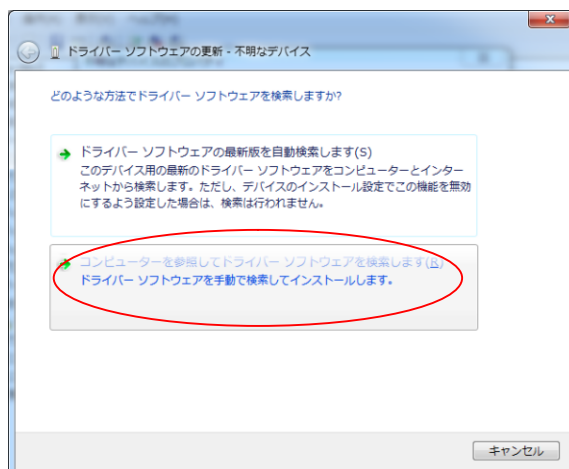 ドライバー ソフトウェアの更新 - 不明なデバイス
どのような方法でドライバー ソフトウェアを検索しますか?
ドライバー ソフトウェアの最新版を自動検索します(S)
このデバイス用の最新のドライバー ソフトウェアをコンピューターとインター
ネットから検索します。ただし、デバイスのインストール設定でこの機能を無効
にするよう設定した場合は、検索は行われません。
コンピューターを参照してドライバー ソフトウェアを検索します(R)
ドライバー ソフトウェアを手動で検索してインストールします。
キャンセル